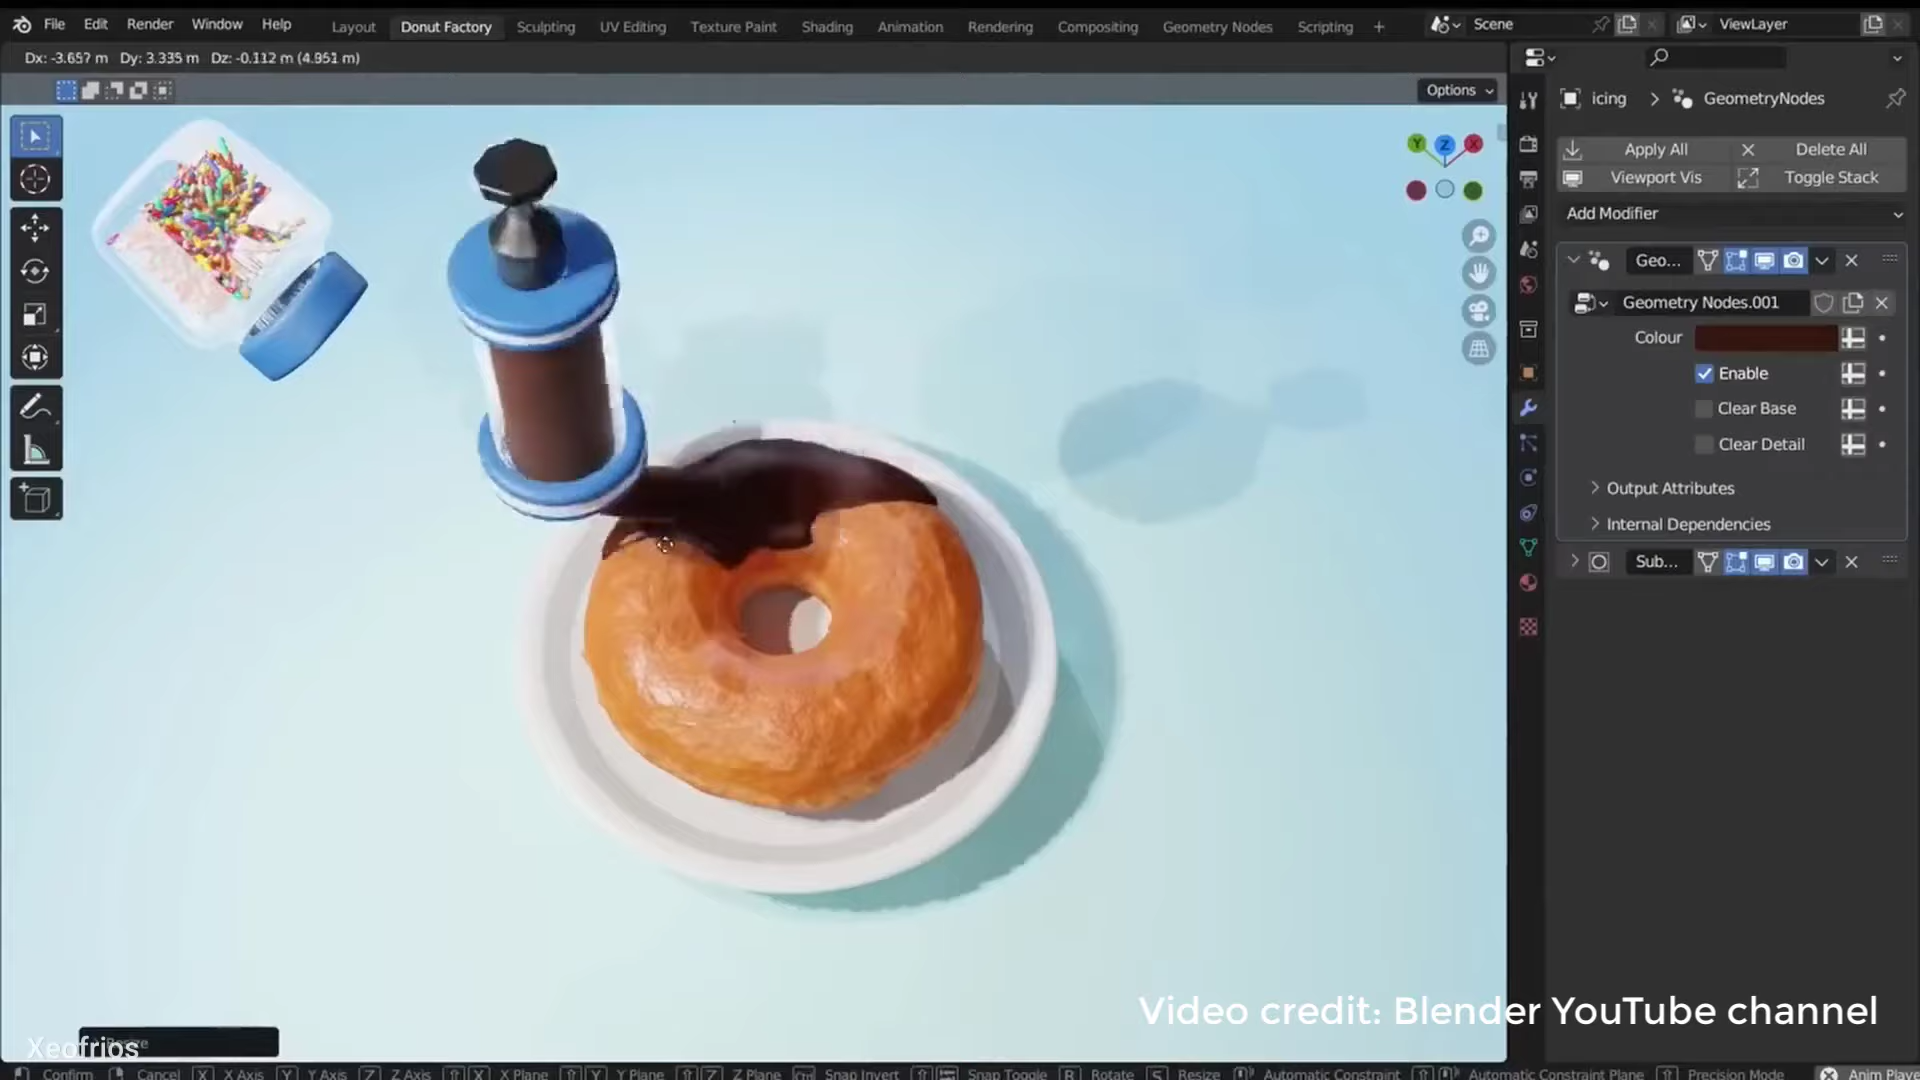 File Edit Render Window Help
Layout Donut Factory Sculpting UV Editing Texture Paint Shading Animation Rendering Compositing Geometry Nodes Scripting +
Scene
ViewLayer
Dx: -3.657 m Dy: 3.335 m Dz: -0.112 m (4.951 m)
Options
Y Z X
icing > GeometryNodes
Apply All
Delete All
Viewport Vis
Toggle Stack
Add Modifier
Geo...
Geometry Nodes.001
Colour
Enable
Clear Base
Clear Detail
Output Attributes
Internal Dependencies
Sub...
Video credit: Blender YouTube channel
Xeofrios
Confirm Cancel X X Axis Y Y Axis Z Z Axis X X Plane Y Y Plane Z Z Plane Ctrl Snap Invert Snap Toggle R Rotate S Resize Automatic Constraint Automatic Constraint Plane Precision Mode Anim Playe